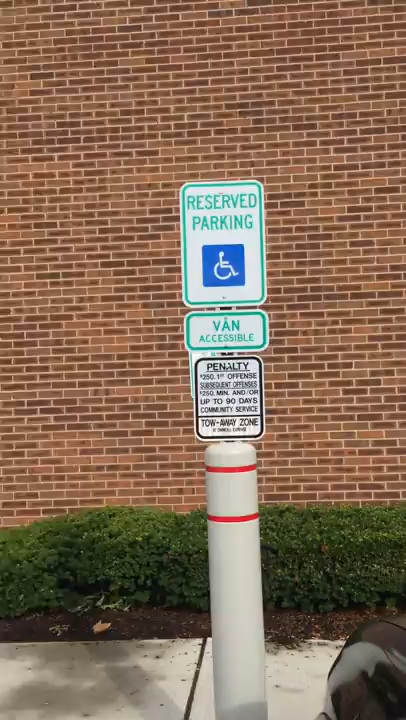 RESERVED
PARKING
VAN
ACCESSIBLE
PENALTY
$250. 1ST OFFENSE
SUBSEQUENT OFFENSES
$250. MIN. AND/OR
UP TO 90 DAYS
COMMUNITY SERVICE
TOW-AWAY ZONE